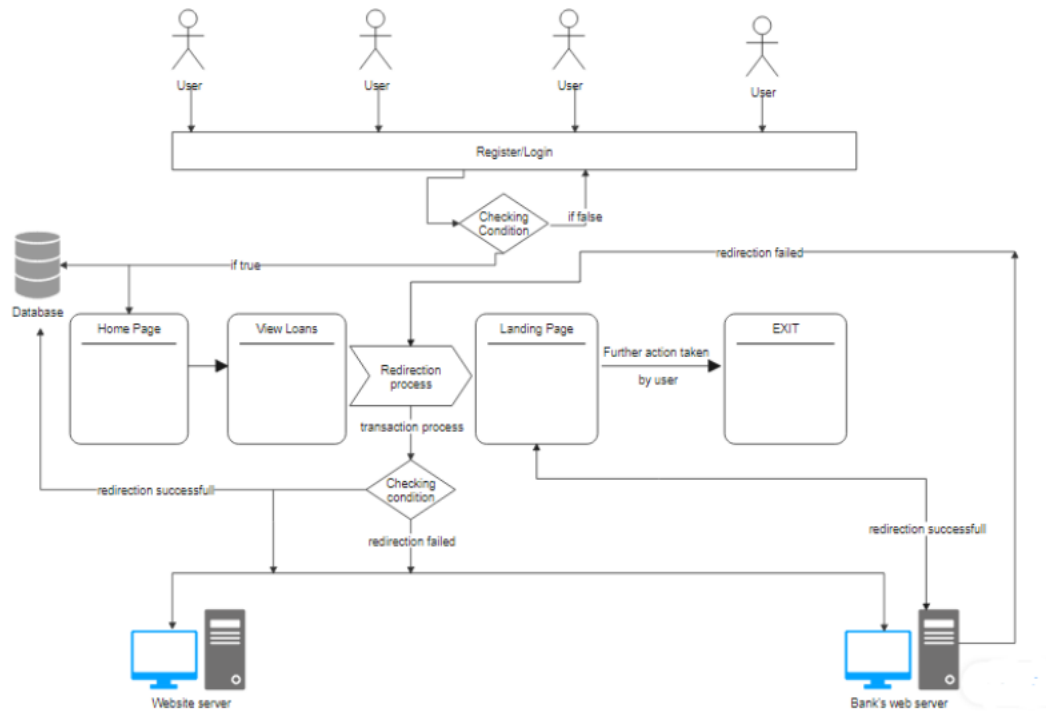 User
User
User
User
Register/Login
Checking
Condition
if false
if true
redirection failed
Database
Home Page
View Loans
Landing Page
EXIT
Redirection
process
Further action taken
by user
transaction process
Checking
condition
redirection successfull
redirection failed
redirection successfull
Website server
Bank's web server